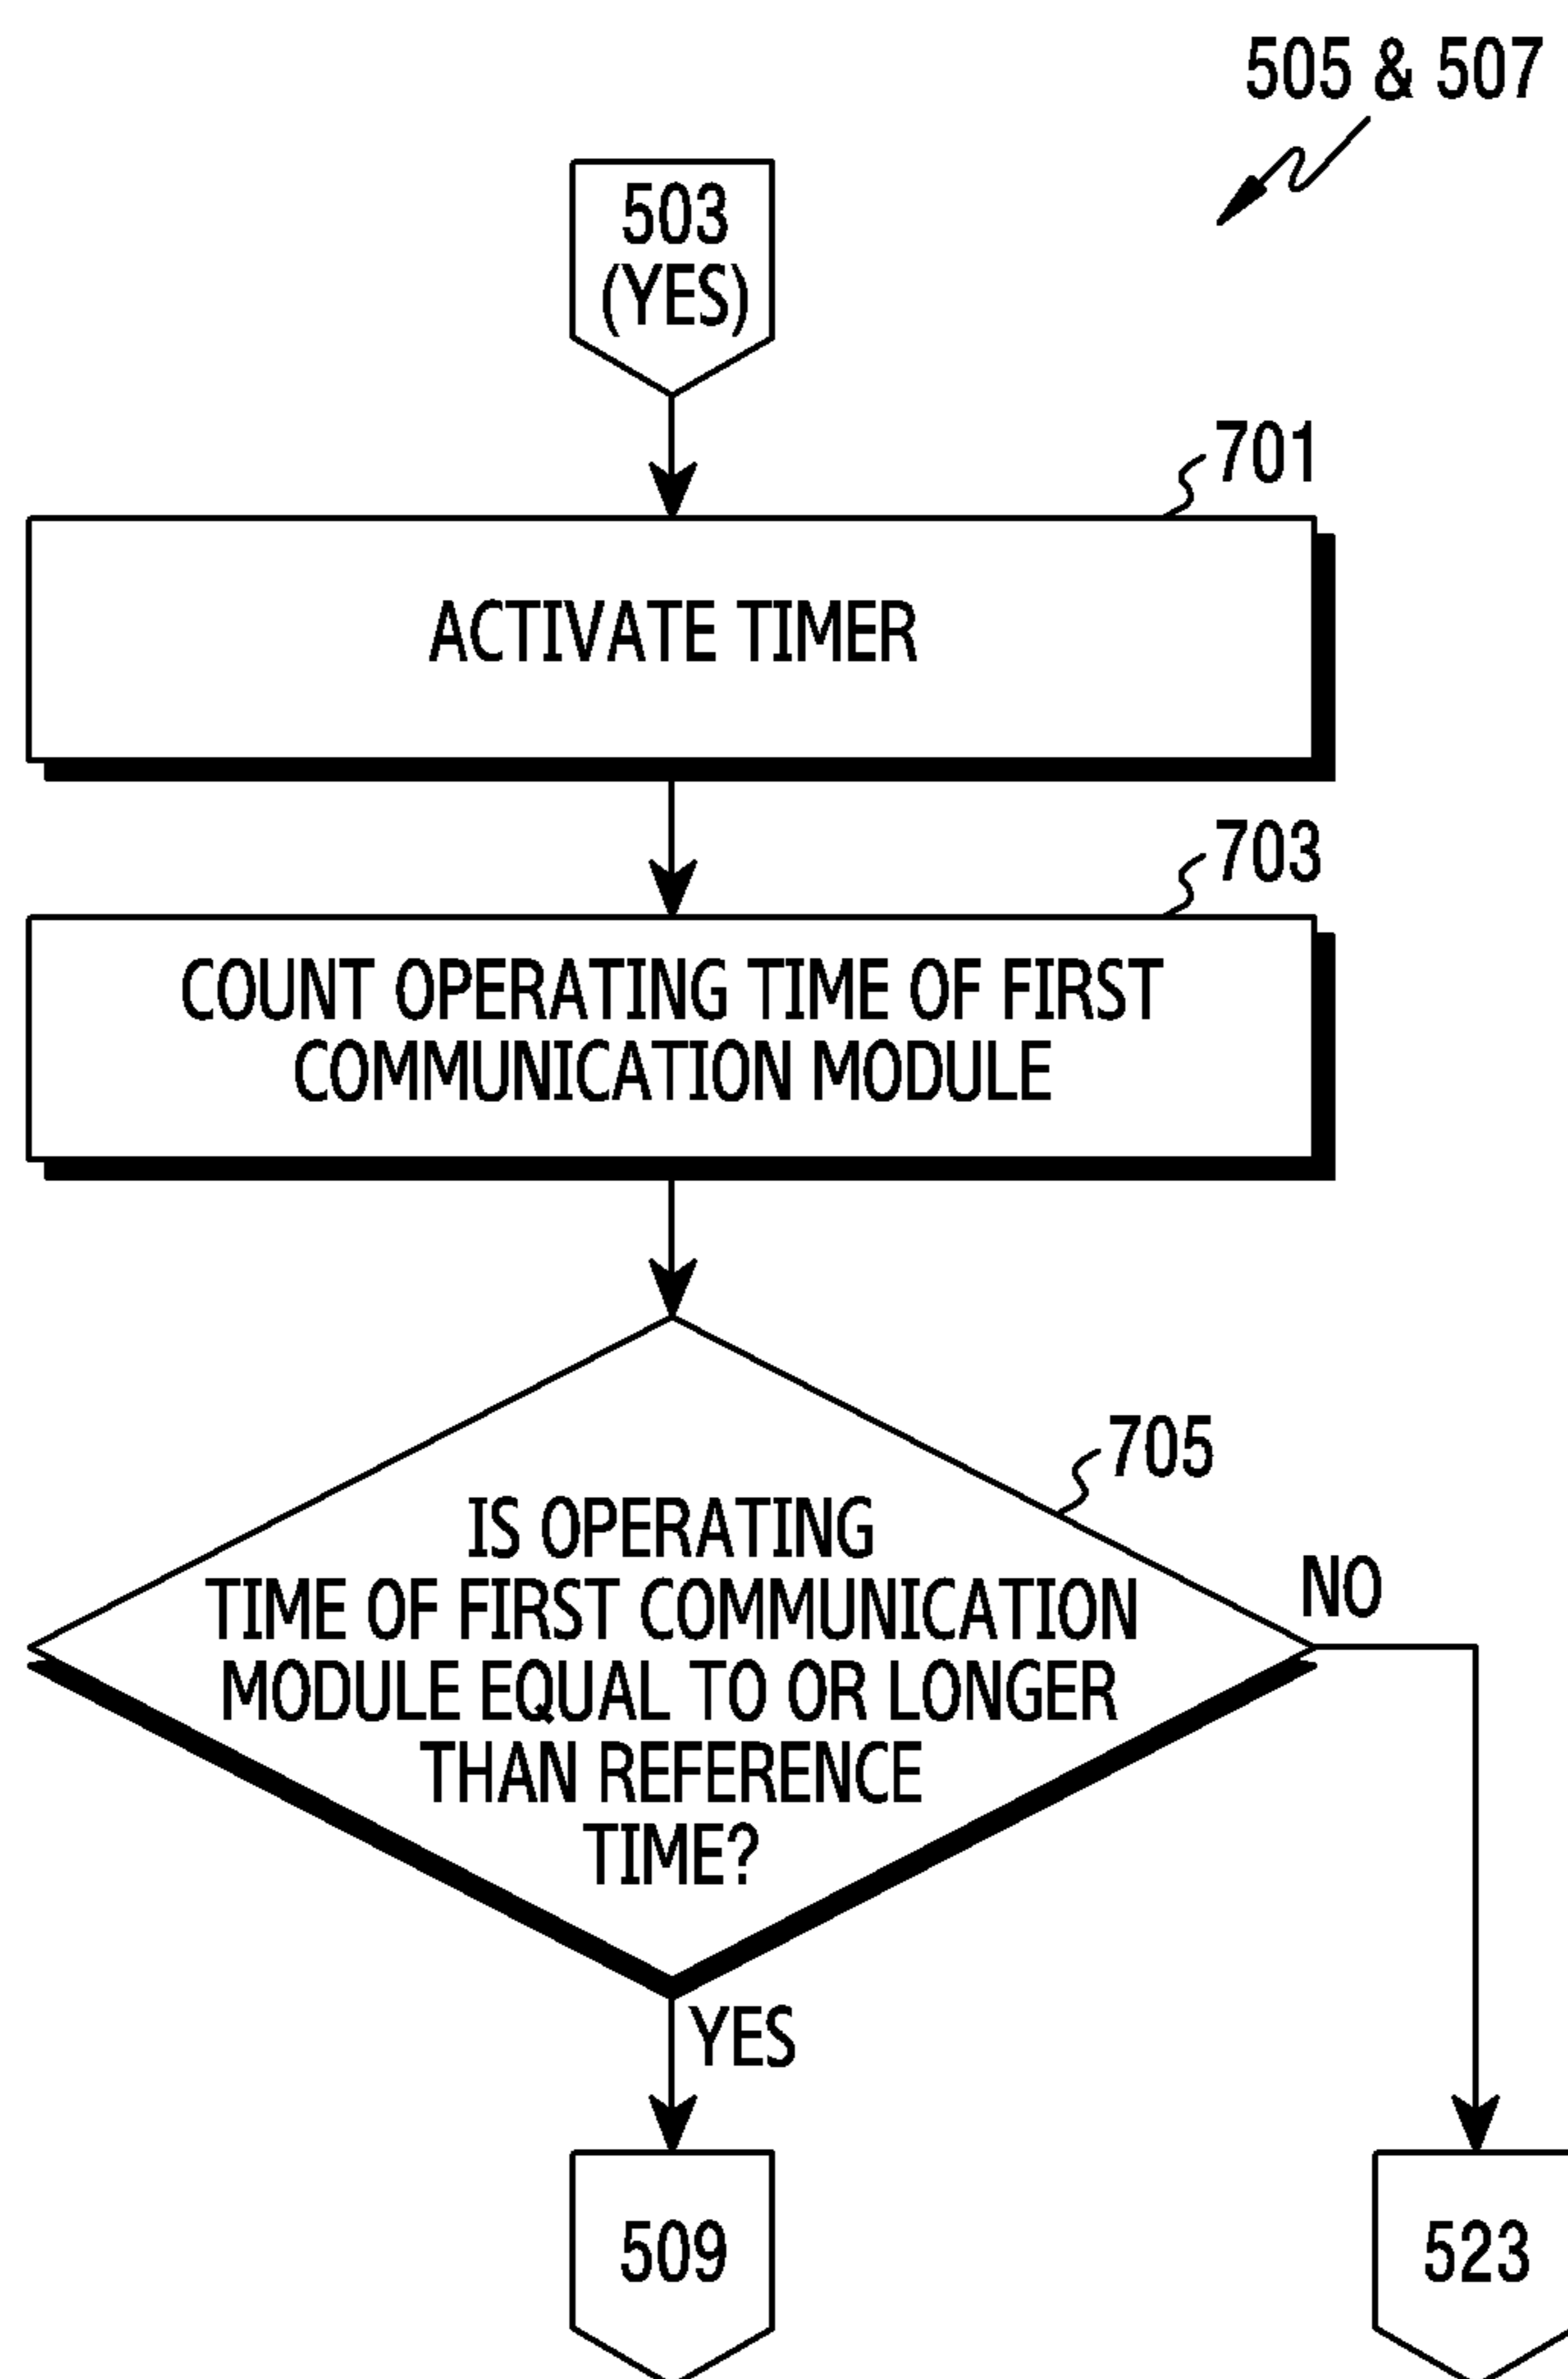 505 & 507
503
(YES)
701
ACTIVATE TIMER
703
COUNT OPERATING TIME OF FIRST
COMMUNICATION MODULE
705
IS OPERATING
TIME OF FIRST COMMUNICATION
MODULE EQUAL TO OR LONGER
THAN REFERENCE
TIME?
NO
YES
509
523